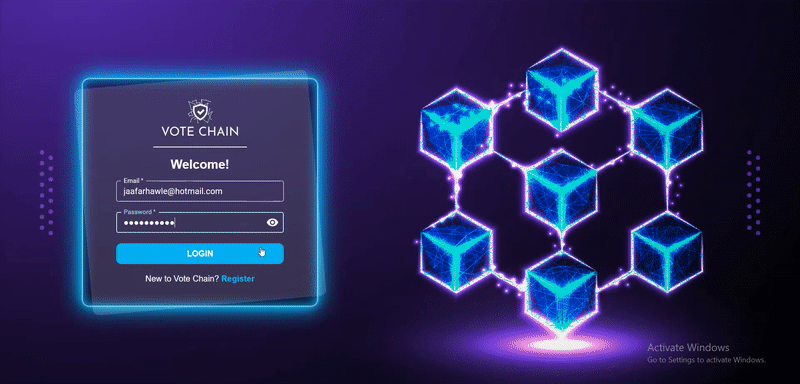 VOTE CHAIN
Welcome!
Email *
jaafarhawle@hotmail.com
Password *
LOGIN
New to Vote Chain? Register
Activate Windows
Go to Settings to activate Windows.